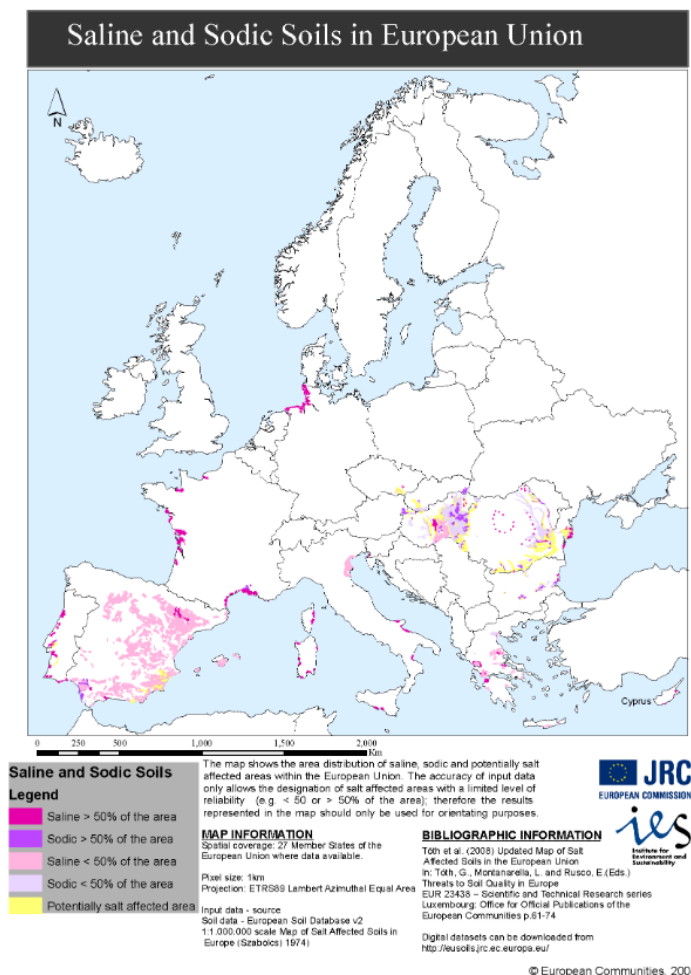 Saline and Sodic Soils in European Union
N
Cyprus
0 250 500 1,000 1,500 2,000
Km
Saline and Sodic Soils
Legend
Saline > 50% of the area
Sodic > 50% of the area
Saline < 50% of the area
Sodic < 50% of the area
Potentially salt affected area
The map shows the area distribution of saline, sodic and potentially salt
affected areas within the European Union. The accuracy of input data
only allows the designation of salt affected areas with a limited level of
reliability (e.g. < 50 or > 50% of the area); therefore the results
represented in the map should only be used for orientating purposes.
MAP INFORMATION
Spatial coverage: 27 Member States of the
European Union where data available.
Pixel size: 1km
Projection: ETRS89 Lambert Azimuthal Equal Area
Input data - source
Soil data - European Soil Database v2
1:1.000.000 scale Map of Salt Affected Soils in
Europe (Szabolcs) 1974)
BIBLIOGRAPHIC INFORMATION
Tóth et al. (2008) Updated Map of Salt
Affected Soils in the European Union
In: Tóth, G., Montanarella, L. and Rusco, E.(Eds.)
Threats to Soil Quality in Europe
EUR 23438 – Scientific and Technical Research series
Luxembourg: Office for Official Publications of the
European Communities p.61-74
Digital datasets can be downloaded from
http://eusoils.jrc.ec.europa.eu/
JRC
EUROPEAN COMMISSION
ies
Institute for
Environment and
Sustainability
© European Communities, 200